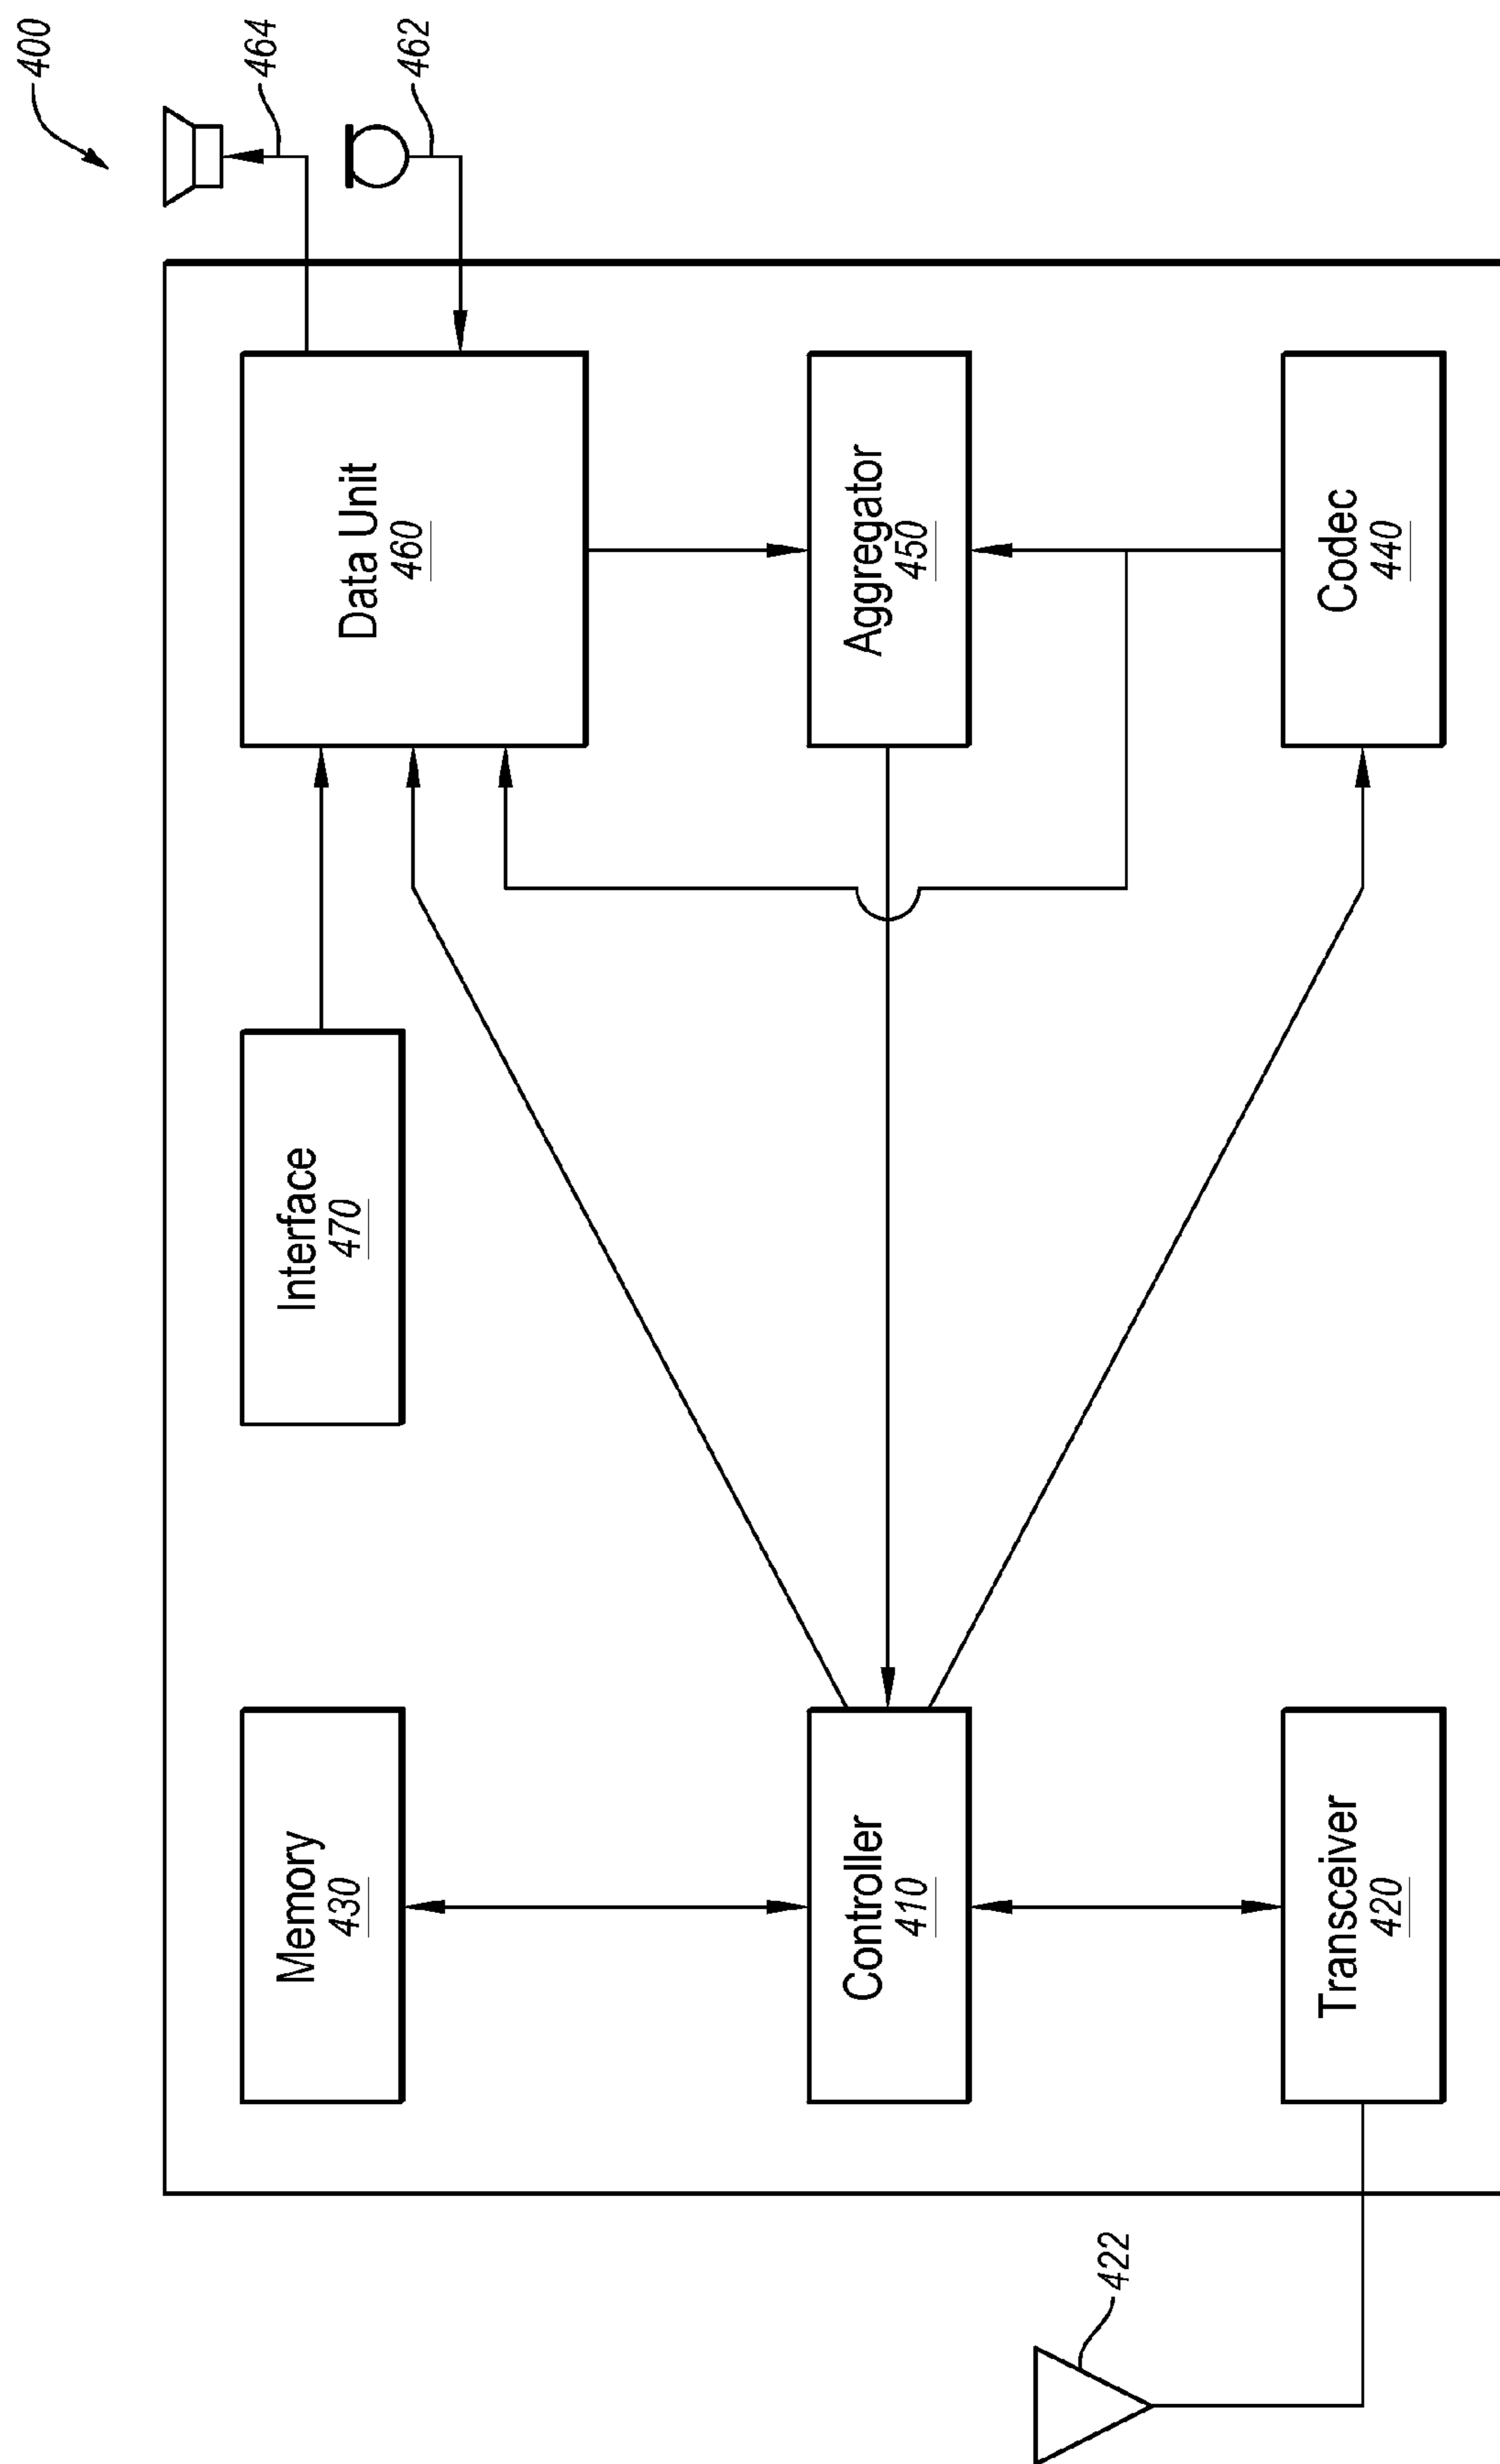 400
464
462
Memory
430
Interface
470
Data Unit
460
Controller
410
Aggregator
450
422
Transceiver
420
Codec
440